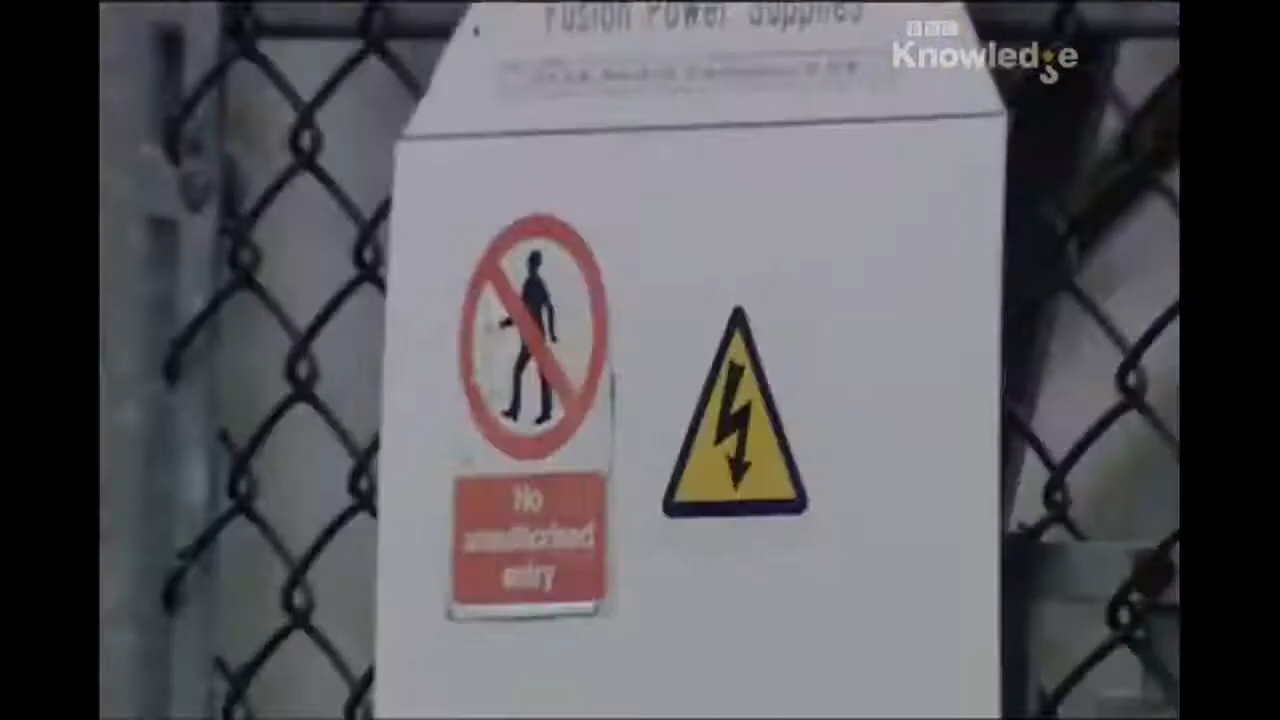 Fusion Power Supplies
BBC
Knowledge
No
unauthorised
entry